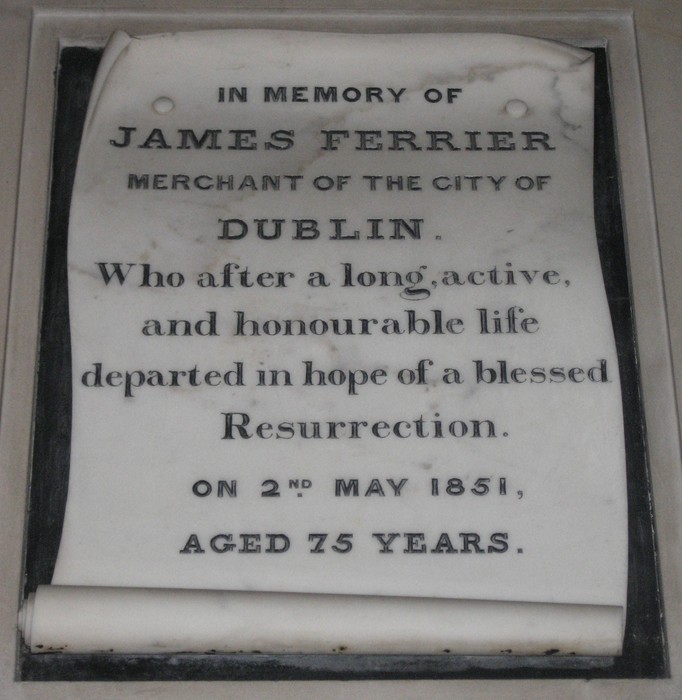 IN MEMORY OF
JAMES FERRIER
MERCHANT OF THE CITY OF
DUBLIN.
Who after a long, active,
and honourable life
departed in hope of a blessed
Resurrection.
ON 2ND MAY 1851,
AGED 75 YEARS.